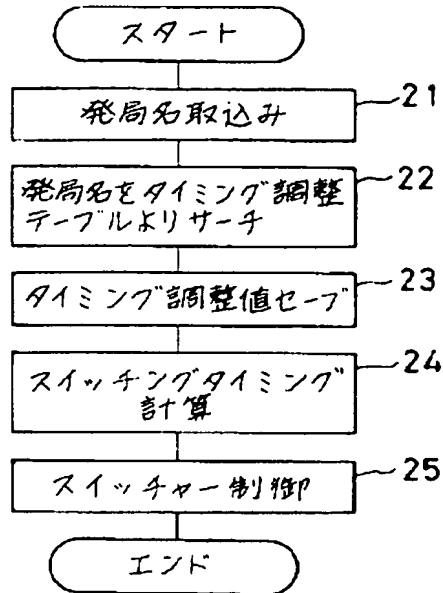 スタート
発局名取込み
21
発局名をタイミング調整
テーブルよりサーチ
22
タイミング調整値セーブ
23
スイッチングタイミング
計算
24
スイッチャー制御
25
エンド